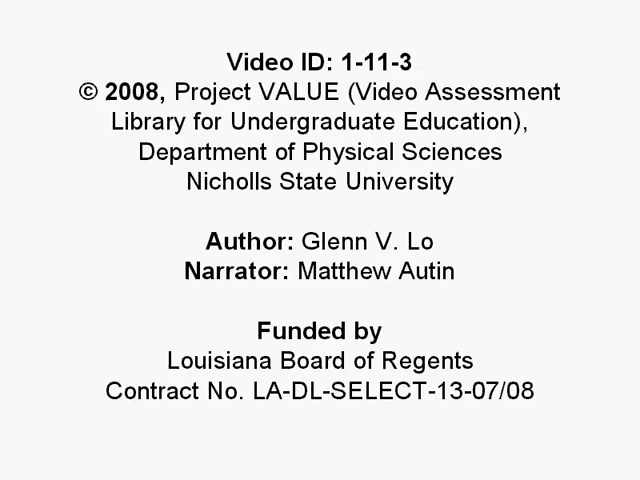 Video ID: 1-11-3
© 2008, Project VALUE (Video Assessment
Library for Undergraduate Education),
Department of Physical Sciences
Nicholls State University
Author: Glenn V. Lo
Narrator: Matthew Autin
Funded by
Louisiana Board of Regents
Contract No. LA-DL-SELECT-13-07/08